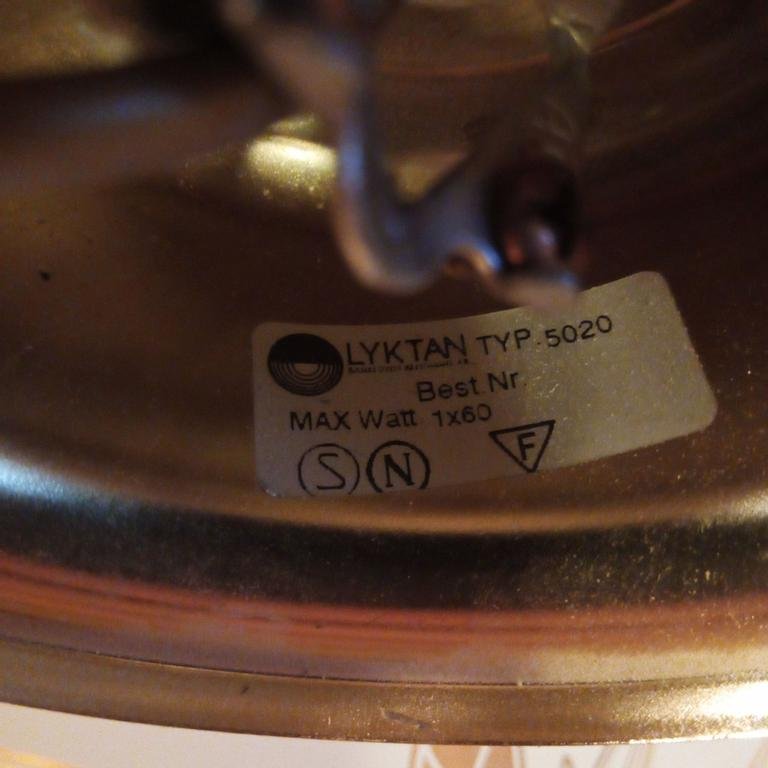 LYKTAN TYP. 5020
Best.Nr.
MAX Watt 1x60
S N F